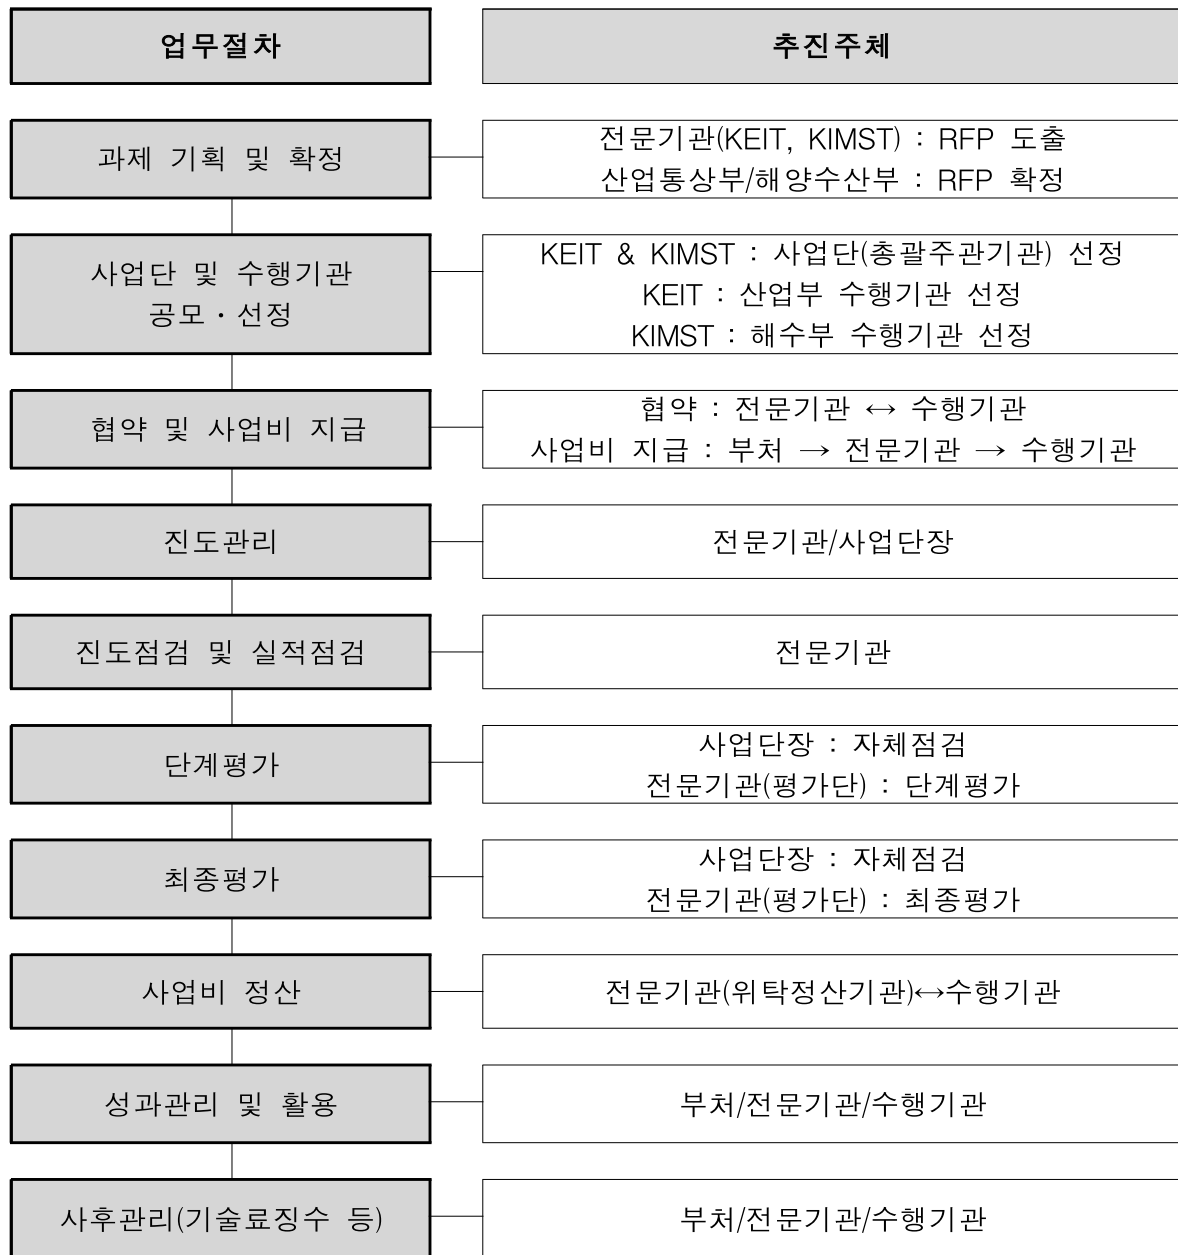 업무절차
추진주체
과제 기획 및 확정
전문기관(KEIT, KIMST) : RFP 도출
산업통상부/해양수산부 : RFP 확정
사업단 및 수행기관
공모・선정
KEIT & KIMST : 사업단(총괄주관기관) 선정
KEIT : 산업부 수행기관 선정
KIMST : 해수부 수행기관 선정
협약 및 사업비 지급
협약 : 전문기관 ↔ 수행기관
사업비 지급 : 부처 → 전문기관 → 수행기관
진도관리
전문기관/사업단장
진도점검 및 실적점검
전문기관
단계평가
사업단장 : 자체점검
전문기관(평가단) : 단계평가
최종평가
사업단장 : 자체점검
전문기관(평가단) : 최종평가
사업비 정산
전문기관(위탁정산기관)↔수행기관
성과관리 및 활용
부처/전문기관/수행기관
사후관리(기술료징수 등)
부처/전문기관/수행기관